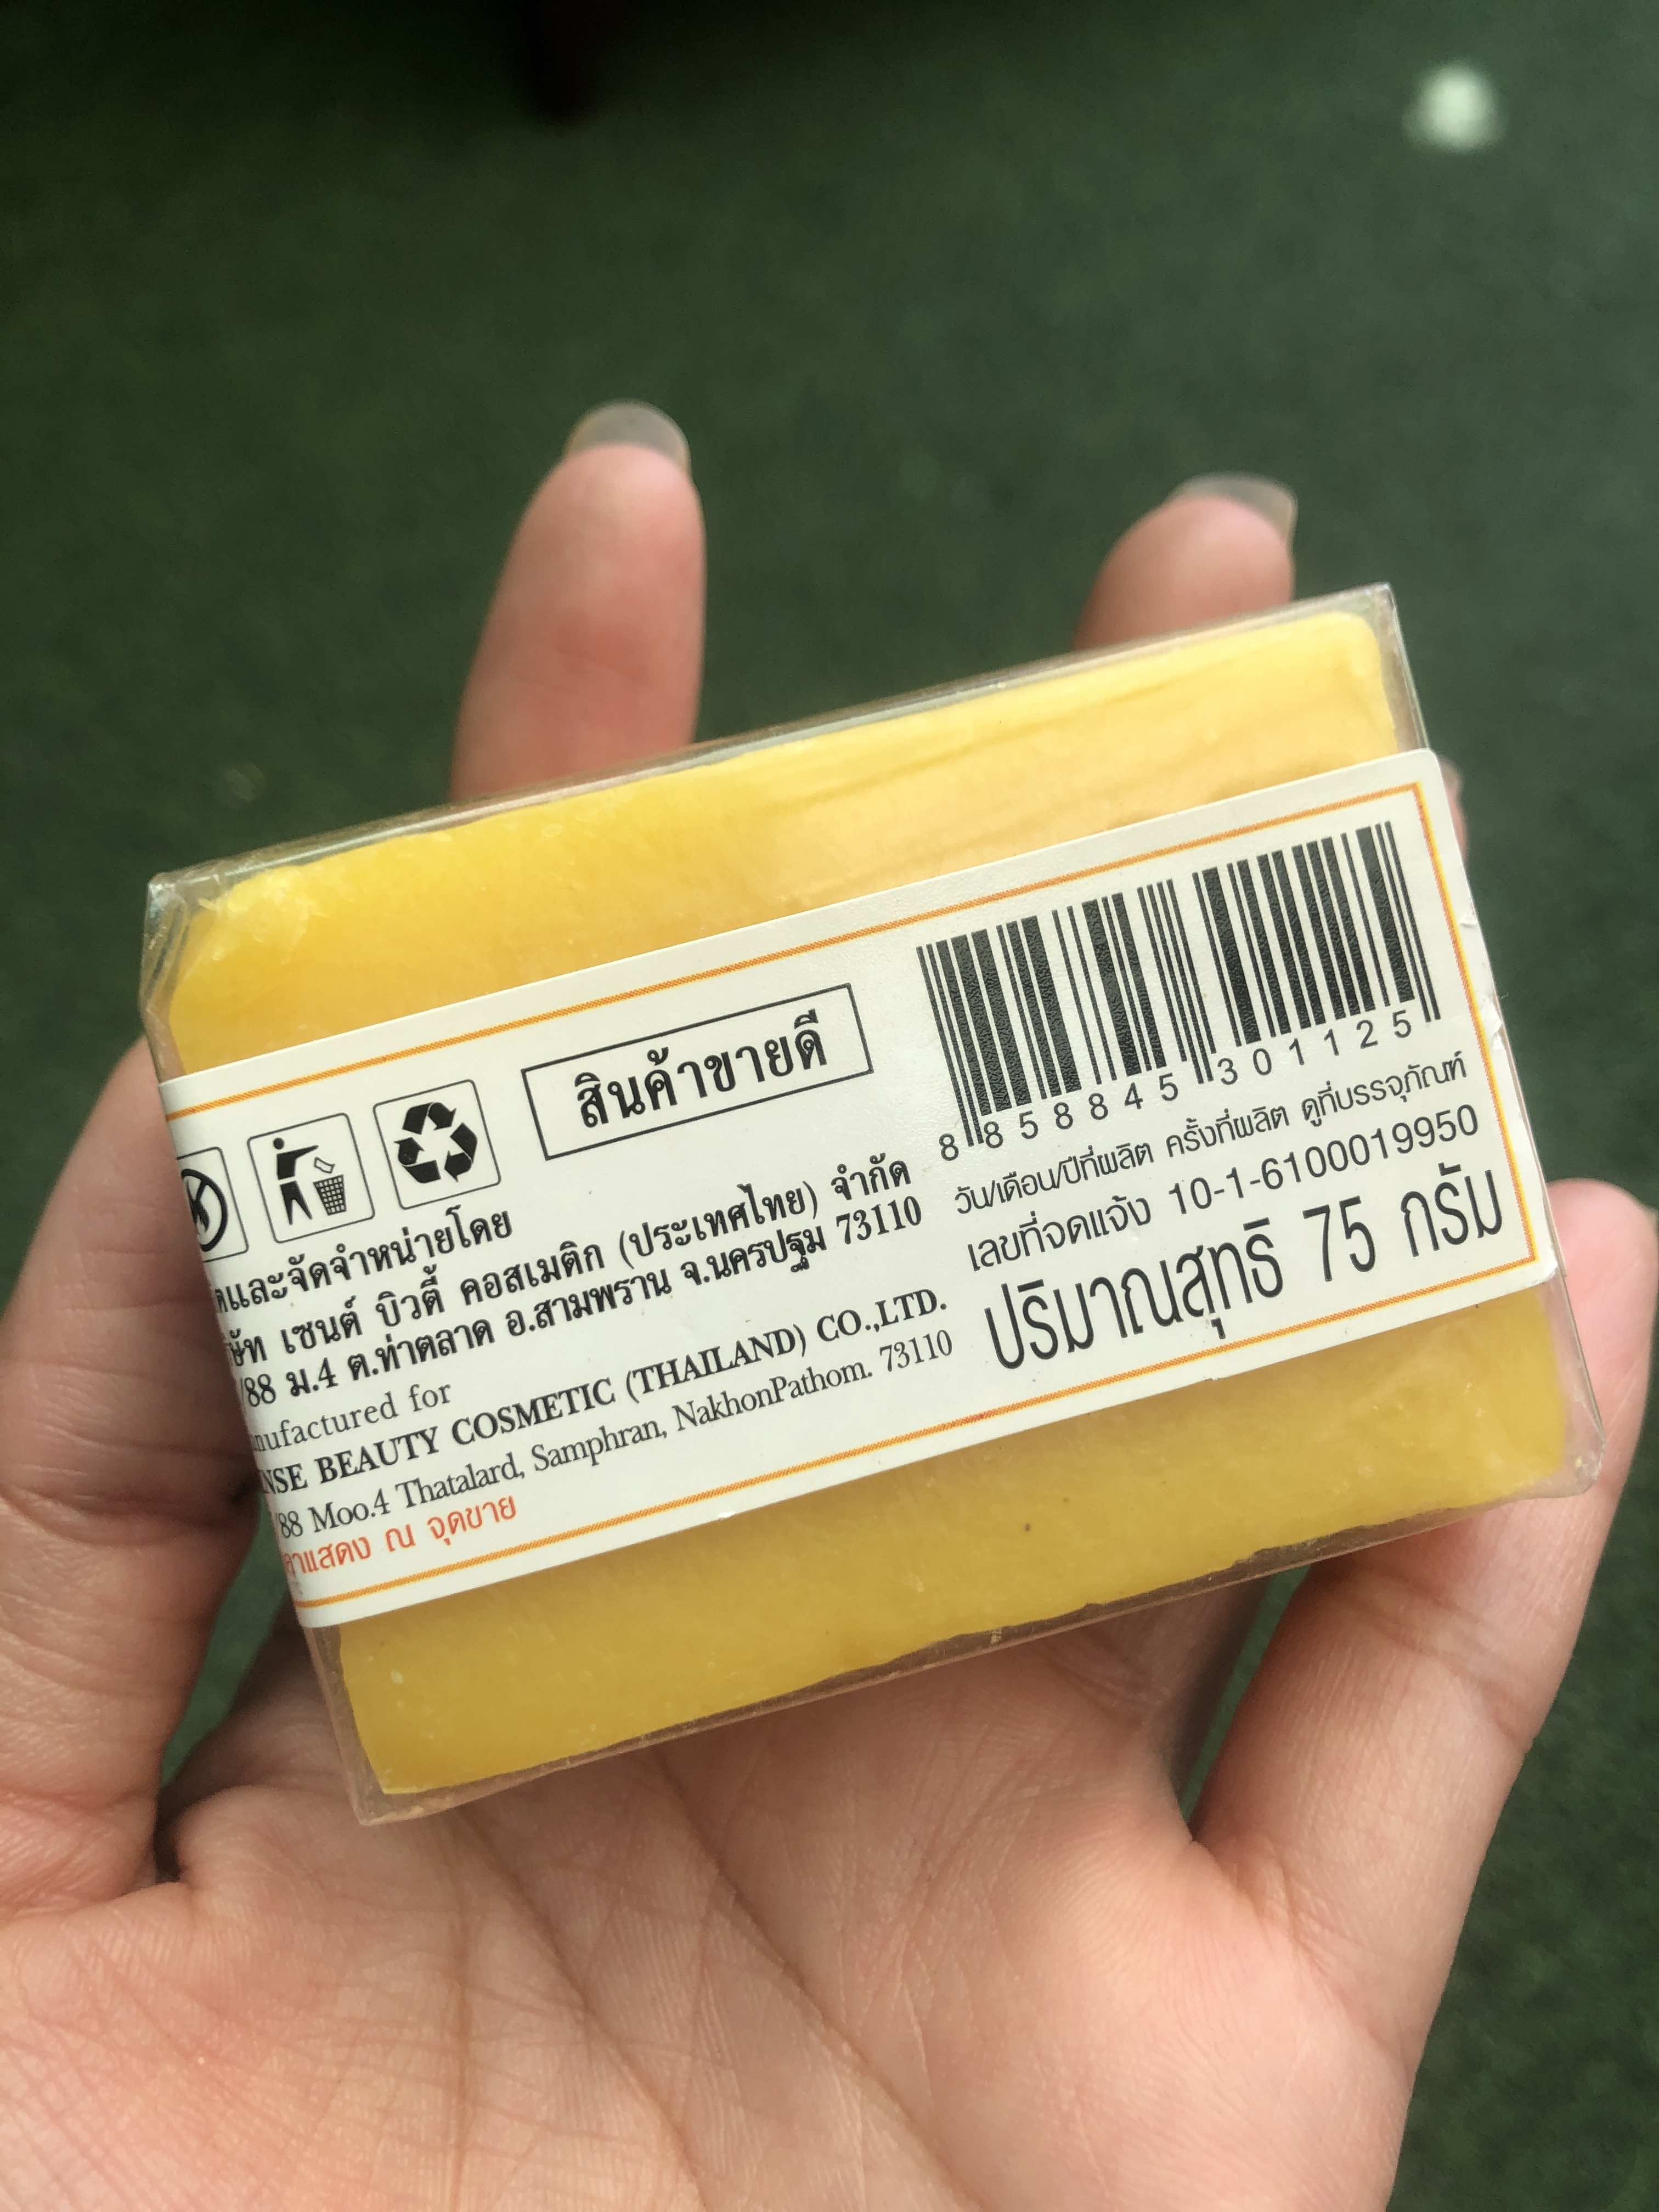 สินค้าขายดี
และจัดจำหน่ายโดย
เซนต์ บิวตี้ คอสเมติก (ประเทศไทย) จำกัด
/88 ม.4 ต.ท่าตลาด อ.สามพราน จ.นครปฐม 73110
nufactured for
NSE BEAUTY COSMETIC (THAILAND) CO.,LTD.
/88 Moo.4 Thatalard, Samphran, NakhonPathom. 73110
าแสดง ณ จุดขาย
8 858845 301125
วัน/เดือน/ปีที่ผลิต ครั้งที่ผลิต ดูที่บรรจุภัณฑ์
เลขที่จดแจ้ง 10-1-6100019950
ปริมาณสุทธิ 75 กรัม